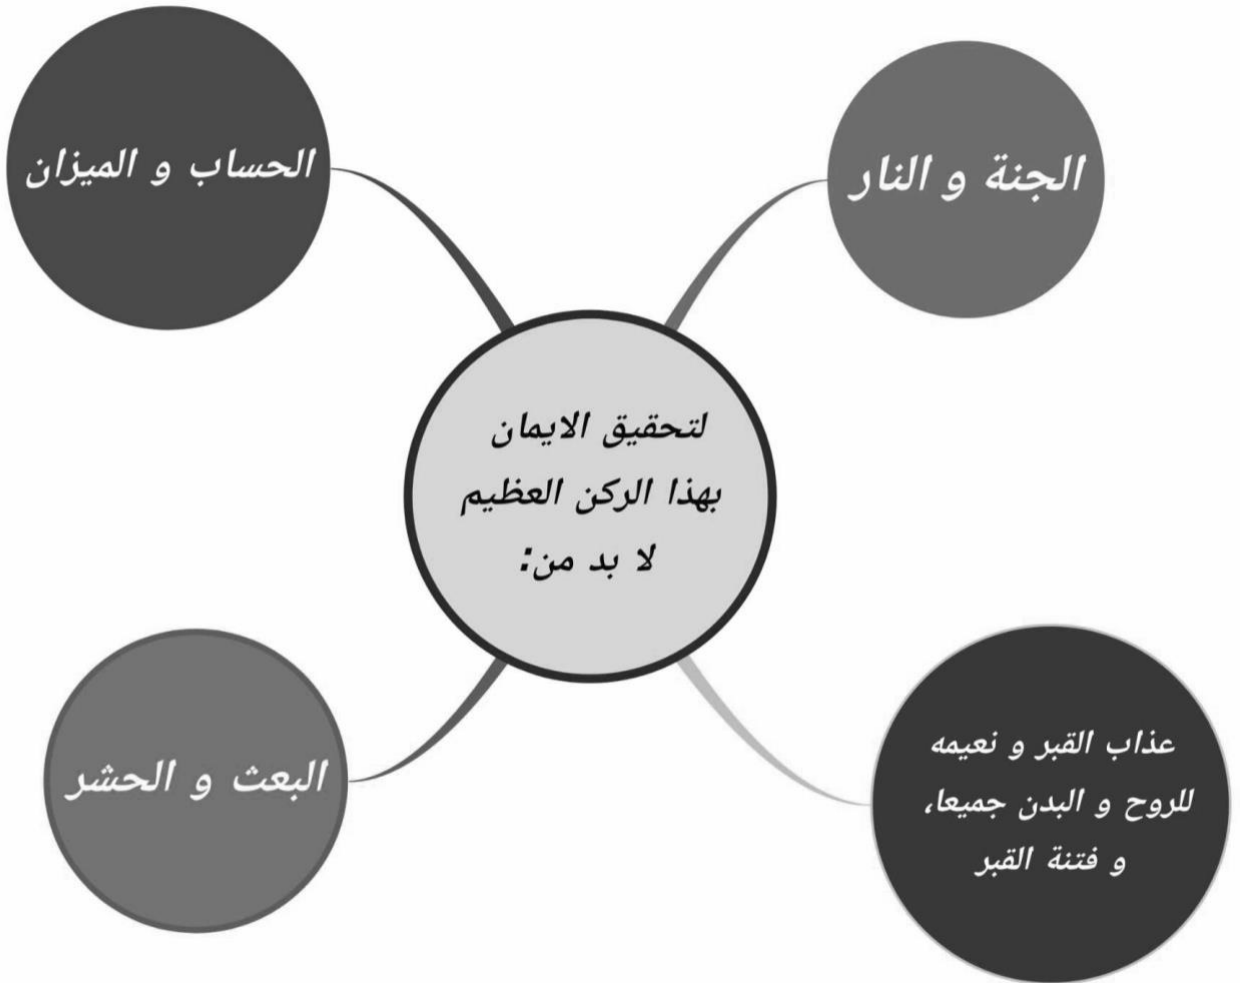 الجنة و النار
الحساب و الميزان
لتحقيق الايمان
بهذا الركن العظيم
لا بد من:
عذاب القبر و نعيمه
للروح و البدن جميعا،
و فتنة القبر
البعث و الحشر